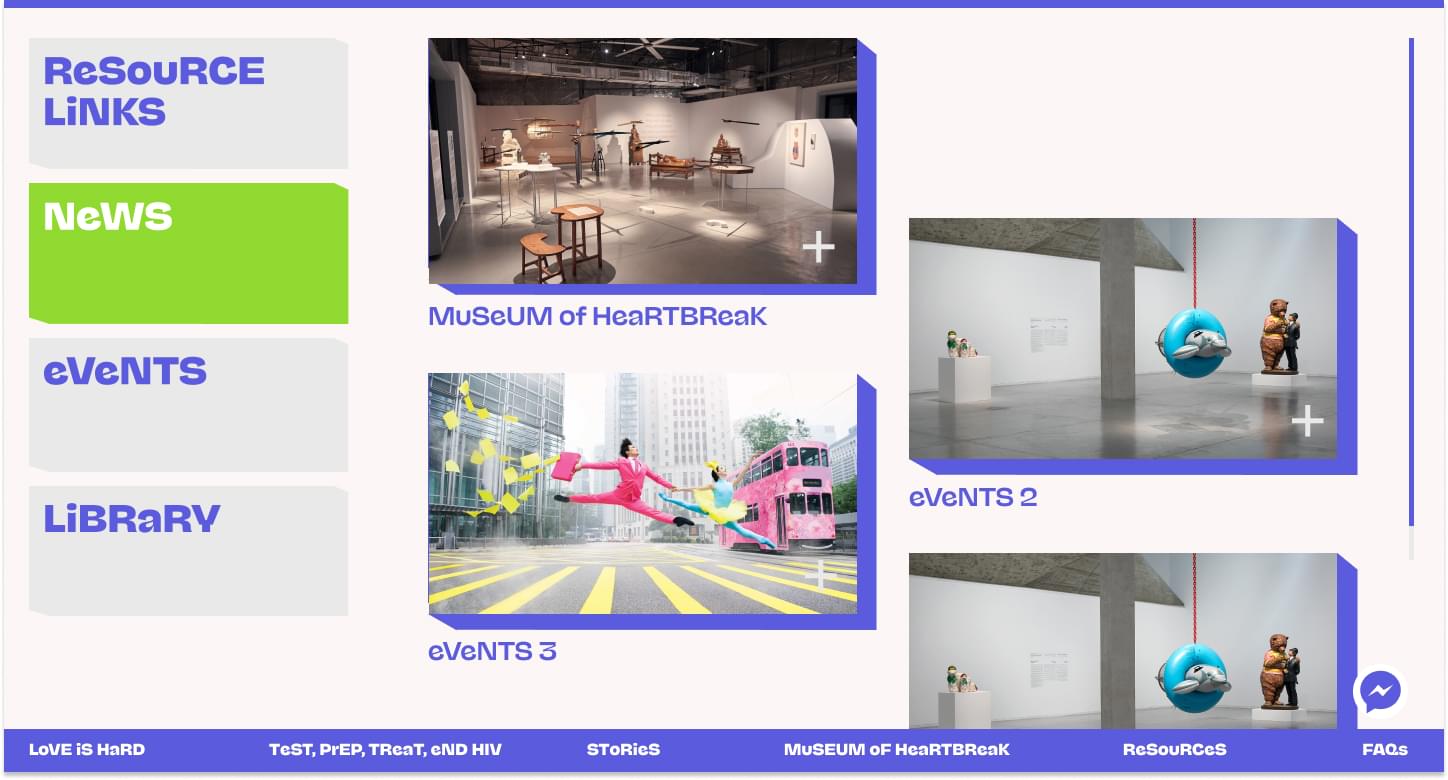 ReSouRCE
LiNKS
NeWS
eVeNTS
LiBRaRY
MuSeUM of HeaRTBReaK
eVeNTS 2
eVeNTS 3
LoVE iS HaRD
TeST, PrEP, TReaT, eND HIV
SToRieS
MuSEUM oF HeaRTBReaK
ReSouRCeS
FAQs